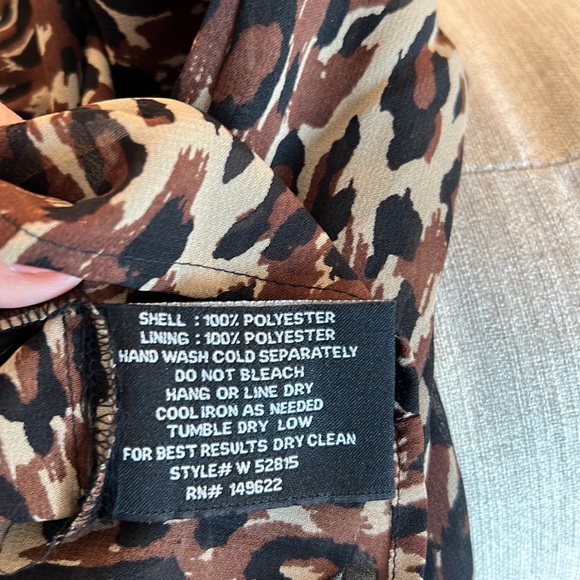 SHELL : 100% POLYESTER
LINING : 100% POLYESTER
HAND WASH COLD SEPARATELY
DO NOT BLEACH
HANG OR LINE DRY
COOL IRON AS NEEDED
TUMBLE DRY LOW
FOR BEST RESULTS DRY CLEAN
STYLE# W 52815
RN# 149622